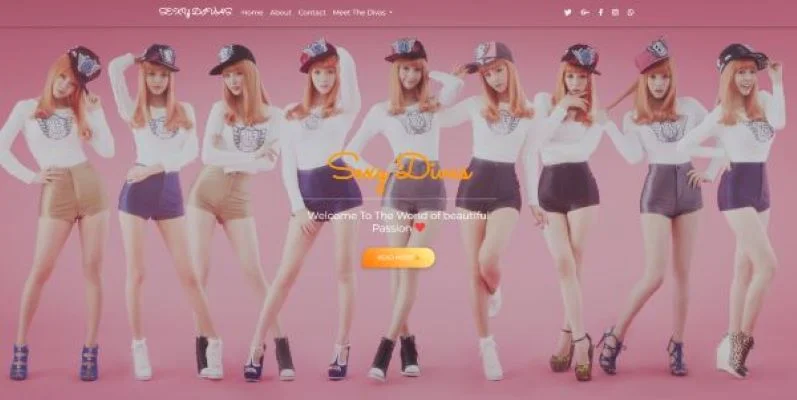 SEXY DIVAS Home About Contact Meet The Divas
Sexy Divas
Welcome To The World of beautiful
Passion
READ MORE